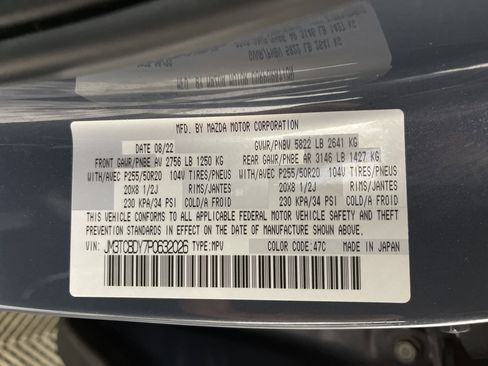 MFD. BY MAZDA MOTOR CORPORATION
DATE 08/22 GVWR/PNBV 5822 LB 2641 KG
FRONT GAWR/PNBE AV 2756 LB 1250 KG REAR GAWR/PNBE AR 3146 LB 1427 KG
WITH/AVEC P255/50R20 104V TIRES/PNEUS WITH/AVEC P255/50R20 104V TIRES/PNEUS
20X8 1/2J RIMS/JANTES 20X8 1/2J RIMS/JANTES
230 KPA/34 PSI COLD/A FROID 230 KPA/34 PSI COLD/A FROID
THIS VEHICLE CONFORMS TO ALL APPLICABLE FEDERAL MOTOR VEHICLE SAFETY, BUMPER, AND THEFT
PREVENTION STANDARDS IN EFFECT ON THE DATE OF MANUFACTURE SHOWN ABOVE.
VIN: JM3TCBDY7P0632026 TYPE:MPV COLOR CODE:47C MADE IN JAPAN